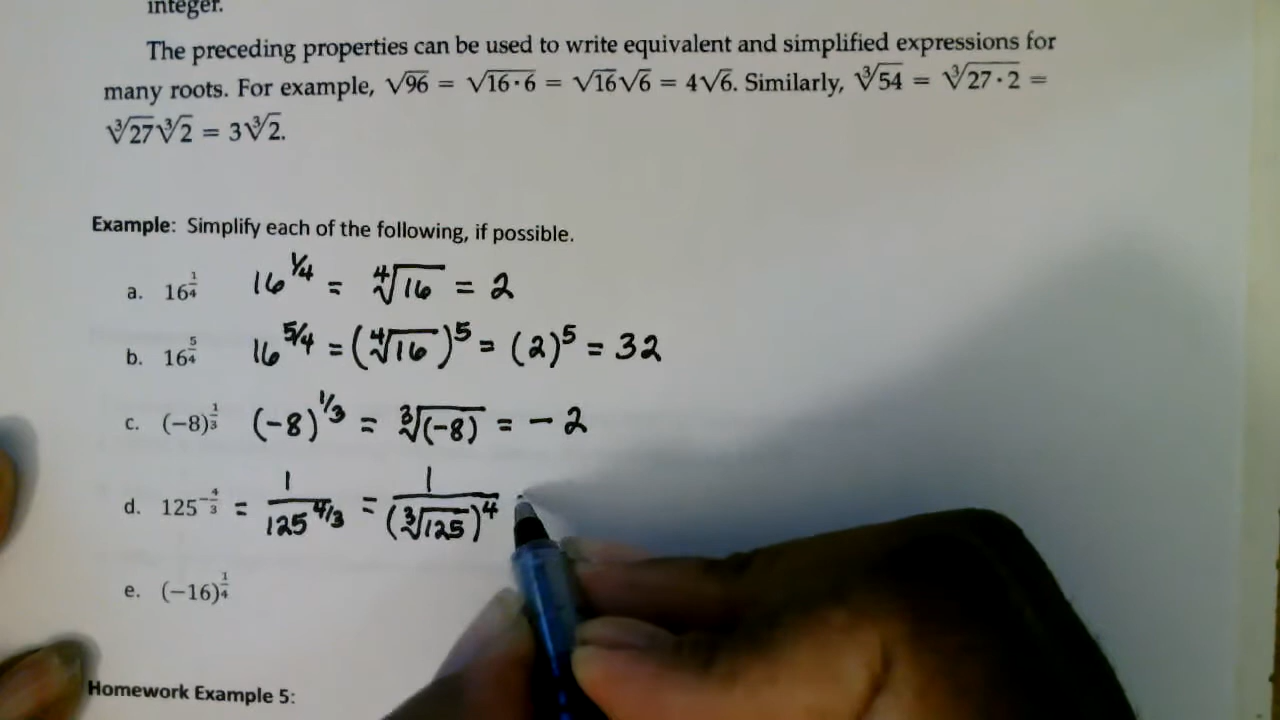 integer.
The preceding properties can be used to write equivalent and simplified expressions for
many roots. For example, √96 = √16·6 = √16√6 = 4√6. Similarly, ∛54 = ∛27·2 =
∛27∛2 = 3∛2.
Example: Simplify each of the following, if possible.
a. 16^(1/4) 16^(1/4) = ∜16 = 2
b. 16^(5/4) 16^(5/4) = (∜16)^5 = (2)^5 = 32
c. (−8)^(1/3) (−8)^(1/3) = ∛(−8) = −2
d. 125^(−4/3) = 1/125^(4/3) = 1/(∛125)^4
e. (−16)^(1/4)
Homework Example 5: